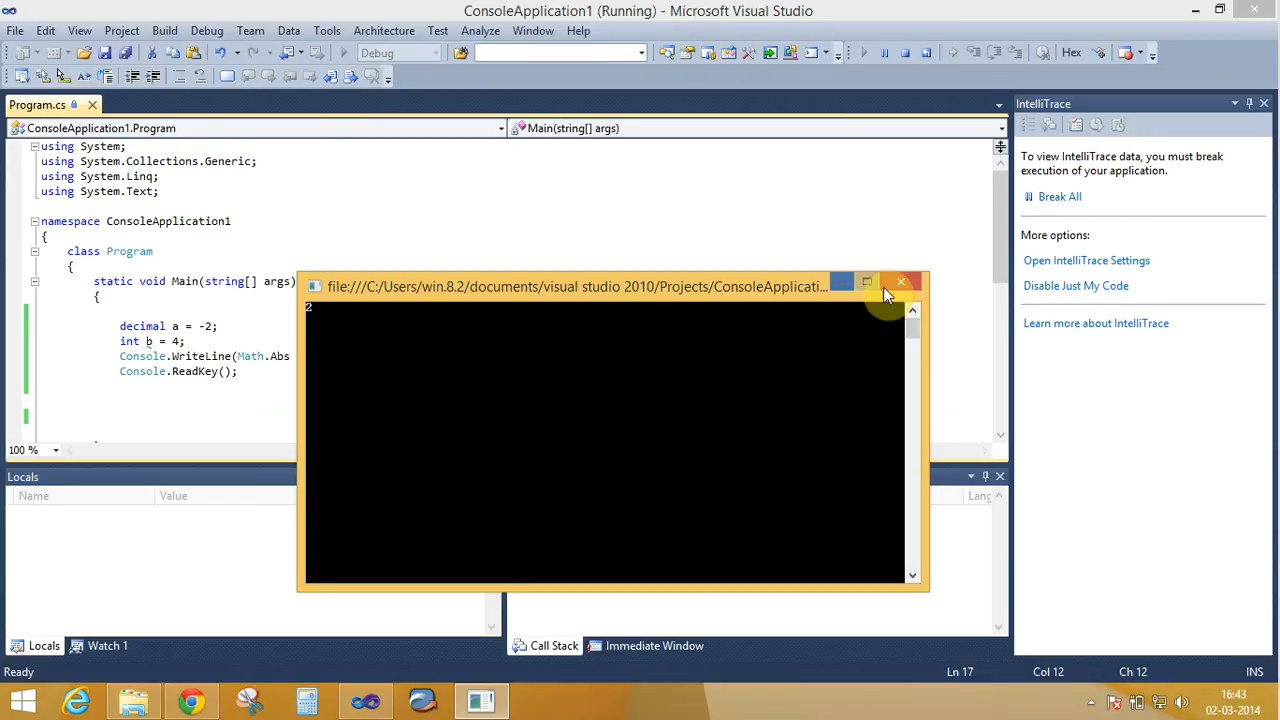 ConsoleApplication1 (Running) - Microsoft Visual Studio
File Edit View Project Build Debug Team Data Tools Architecture Test Analyze Window Help
Debug
Hex
Program.cs
ConsoleApplication1.Program
Main(string[] args)
using System;
using System.Collections.Generic;
using System.Linq;
using System.Text;
namespace ConsoleApplication1
{
class Program
{
static void Main(string[] args)
{
decimal a = -2;
int b = 4;
Console.WriteLine(Math.Abs
Console.ReadKey();
100 %
file:///C:/Users/win.8.2/documents/visual studio 2010/Projects/ConsoleApplicati...
2
IntelliTrace
To view IntelliTrace data, you must break
execution of your application.
Break All
More options:
Open IntelliTrace Settings
Disable Just My Code
Learn more about IntelliTrace
Locals
Name Value
Lang
Locals Watch 1
Call Stack Immediate Window
Ready
Ln 17 Col 12 Ch 12 INS
16:43
02-03-2014